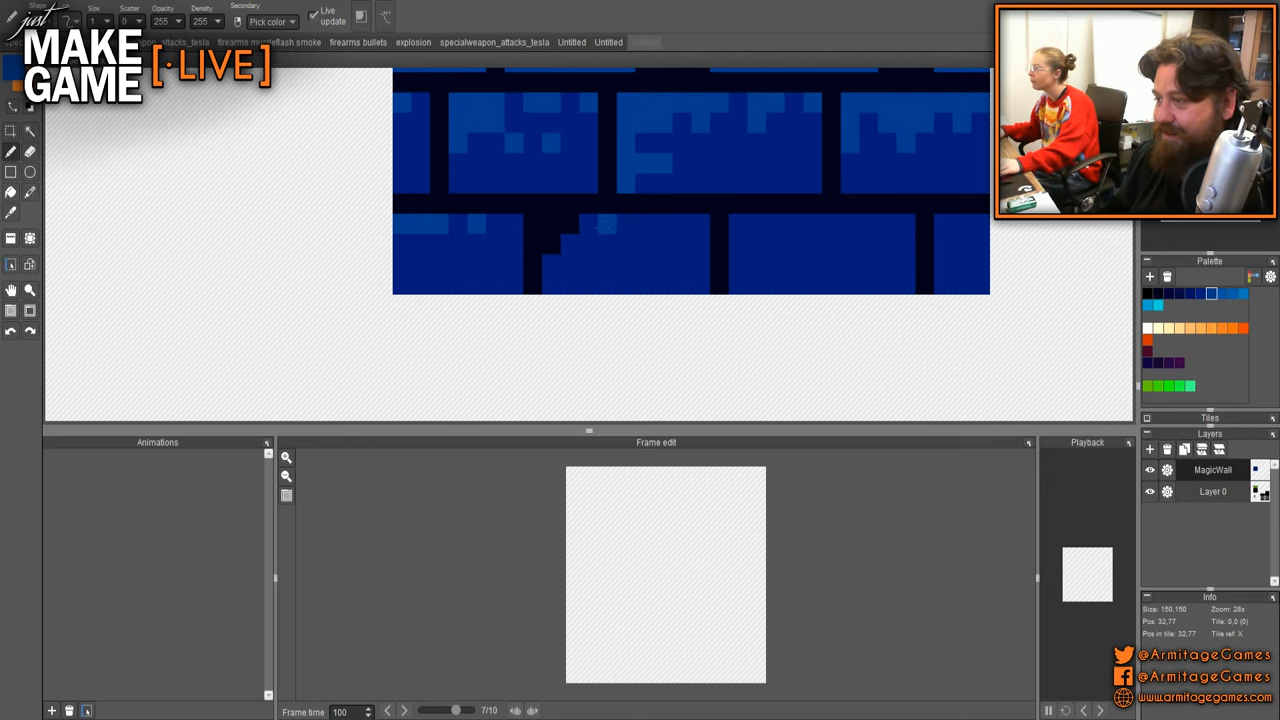 Shape
Size
Scatter
Opacity
Density
Secondary
1
0
255
255
Pick color
Live
update
just
MAKE
GAME
[·LIVE]
firearms muzzleflash smoke
firearms bullets
explosion
specialweapon_attacks_tesla
Untitled
Untitled
Untitled
Palette
Tiles
Layers
MagicWall
Layer 0
Animations
Frame edit
Playback
Info
Size: 150,150
Zoom: 28x
Pos: 32,77
Tile: 0,0 (0)
Pos in tile: 32,77
Tile ref: X
@ArmitageGames
@ArmitageGames
www.armitagegames.com
Frame time
100
7/10